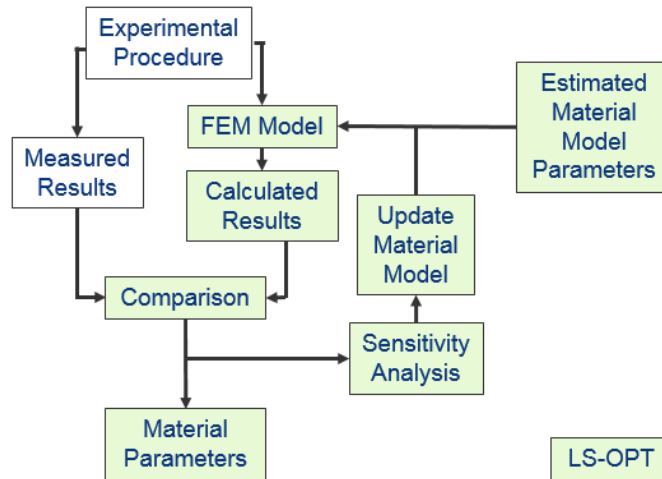 Experimental
Procedure
Estimated
Material
Model
Parameters
FEM Model
Measured
Results
Calculated
Results
Update
Material
Model
Comparison
Sensitivity
Analysis
Material
Parameters
LS-OPT